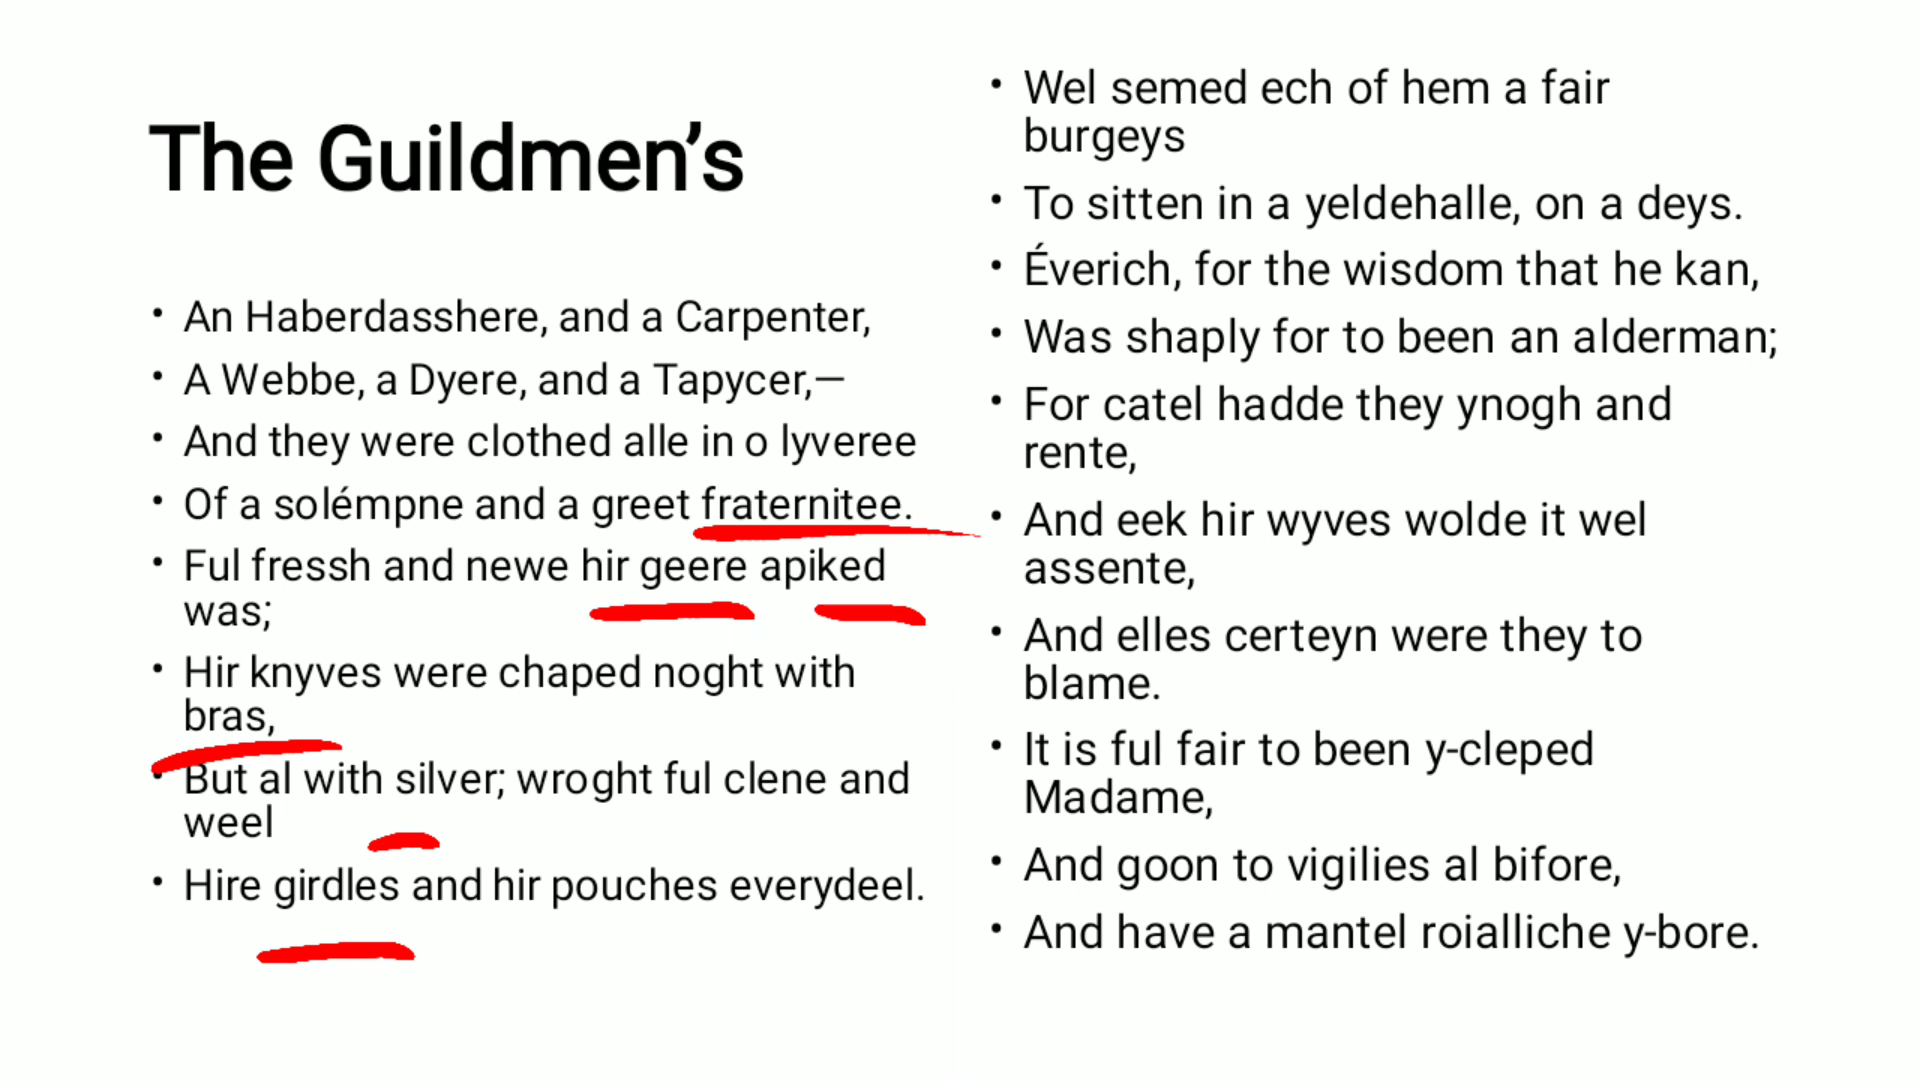 The Guildmen’s
• An Haberdasshere, and a Carpenter,
• A Webbe, a Dyere, and a Tapycer,—
• And they were clothed alle in o lyveree
• Of a solémpne and a greet fraternitee.
• Ful fressh and newe hir geere apiked
was;
• Hir knyves were chaped noght with
bras,
• But al with silver; wroght ful clene and
weel
• Hire girdles and hir pouches everydeel.
• Wel semed ech of hem a fair
burgeys
• To sitten in a yeldehalle, on a deys.
• Éverich, for the wisdom that he kan,
• Was shaply for to been an alderman;
• For catel hadde they ynogh and
rente,
• And eek hir wyves wolde it wel
assente,
• And elles certeyn were they to
blame.
• It is ful fair to been y-cleped
Madame,
• And goon to vigilies al bifore,
• And have a mantel roialliche y-bore.